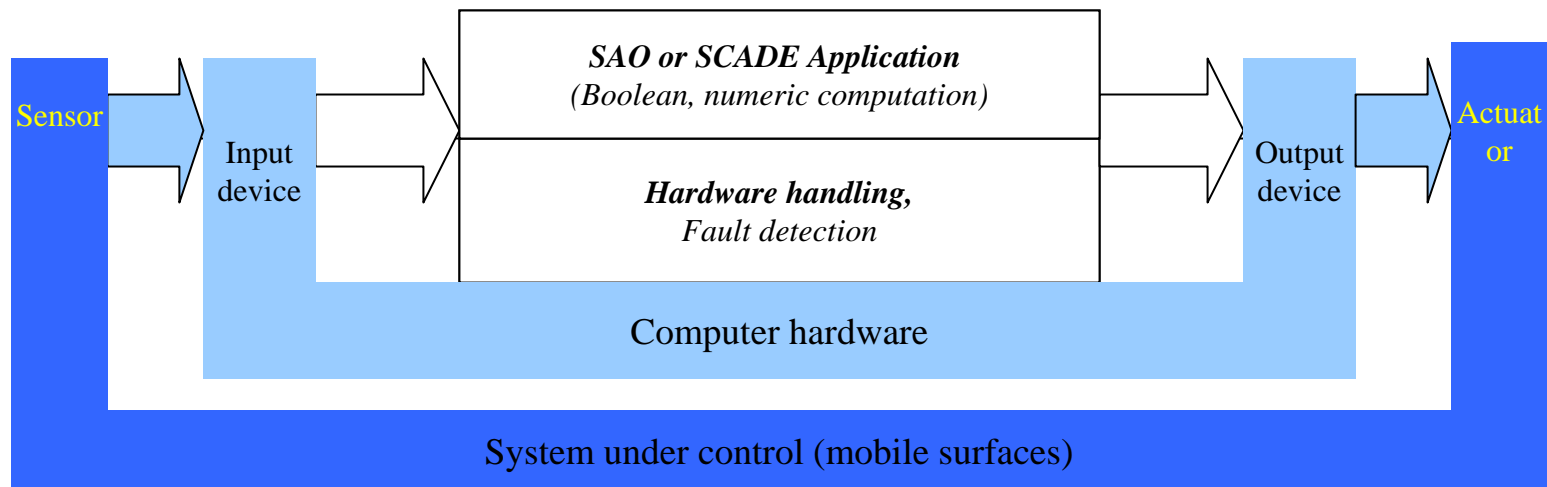 SAO or SCADE Application
(Boolean, numeric computation)
Sensor
Input
device
Hardware handling,
Fault detection
Output
device
Actuat
or
Computer hardware
System under control (mobile surfaces)